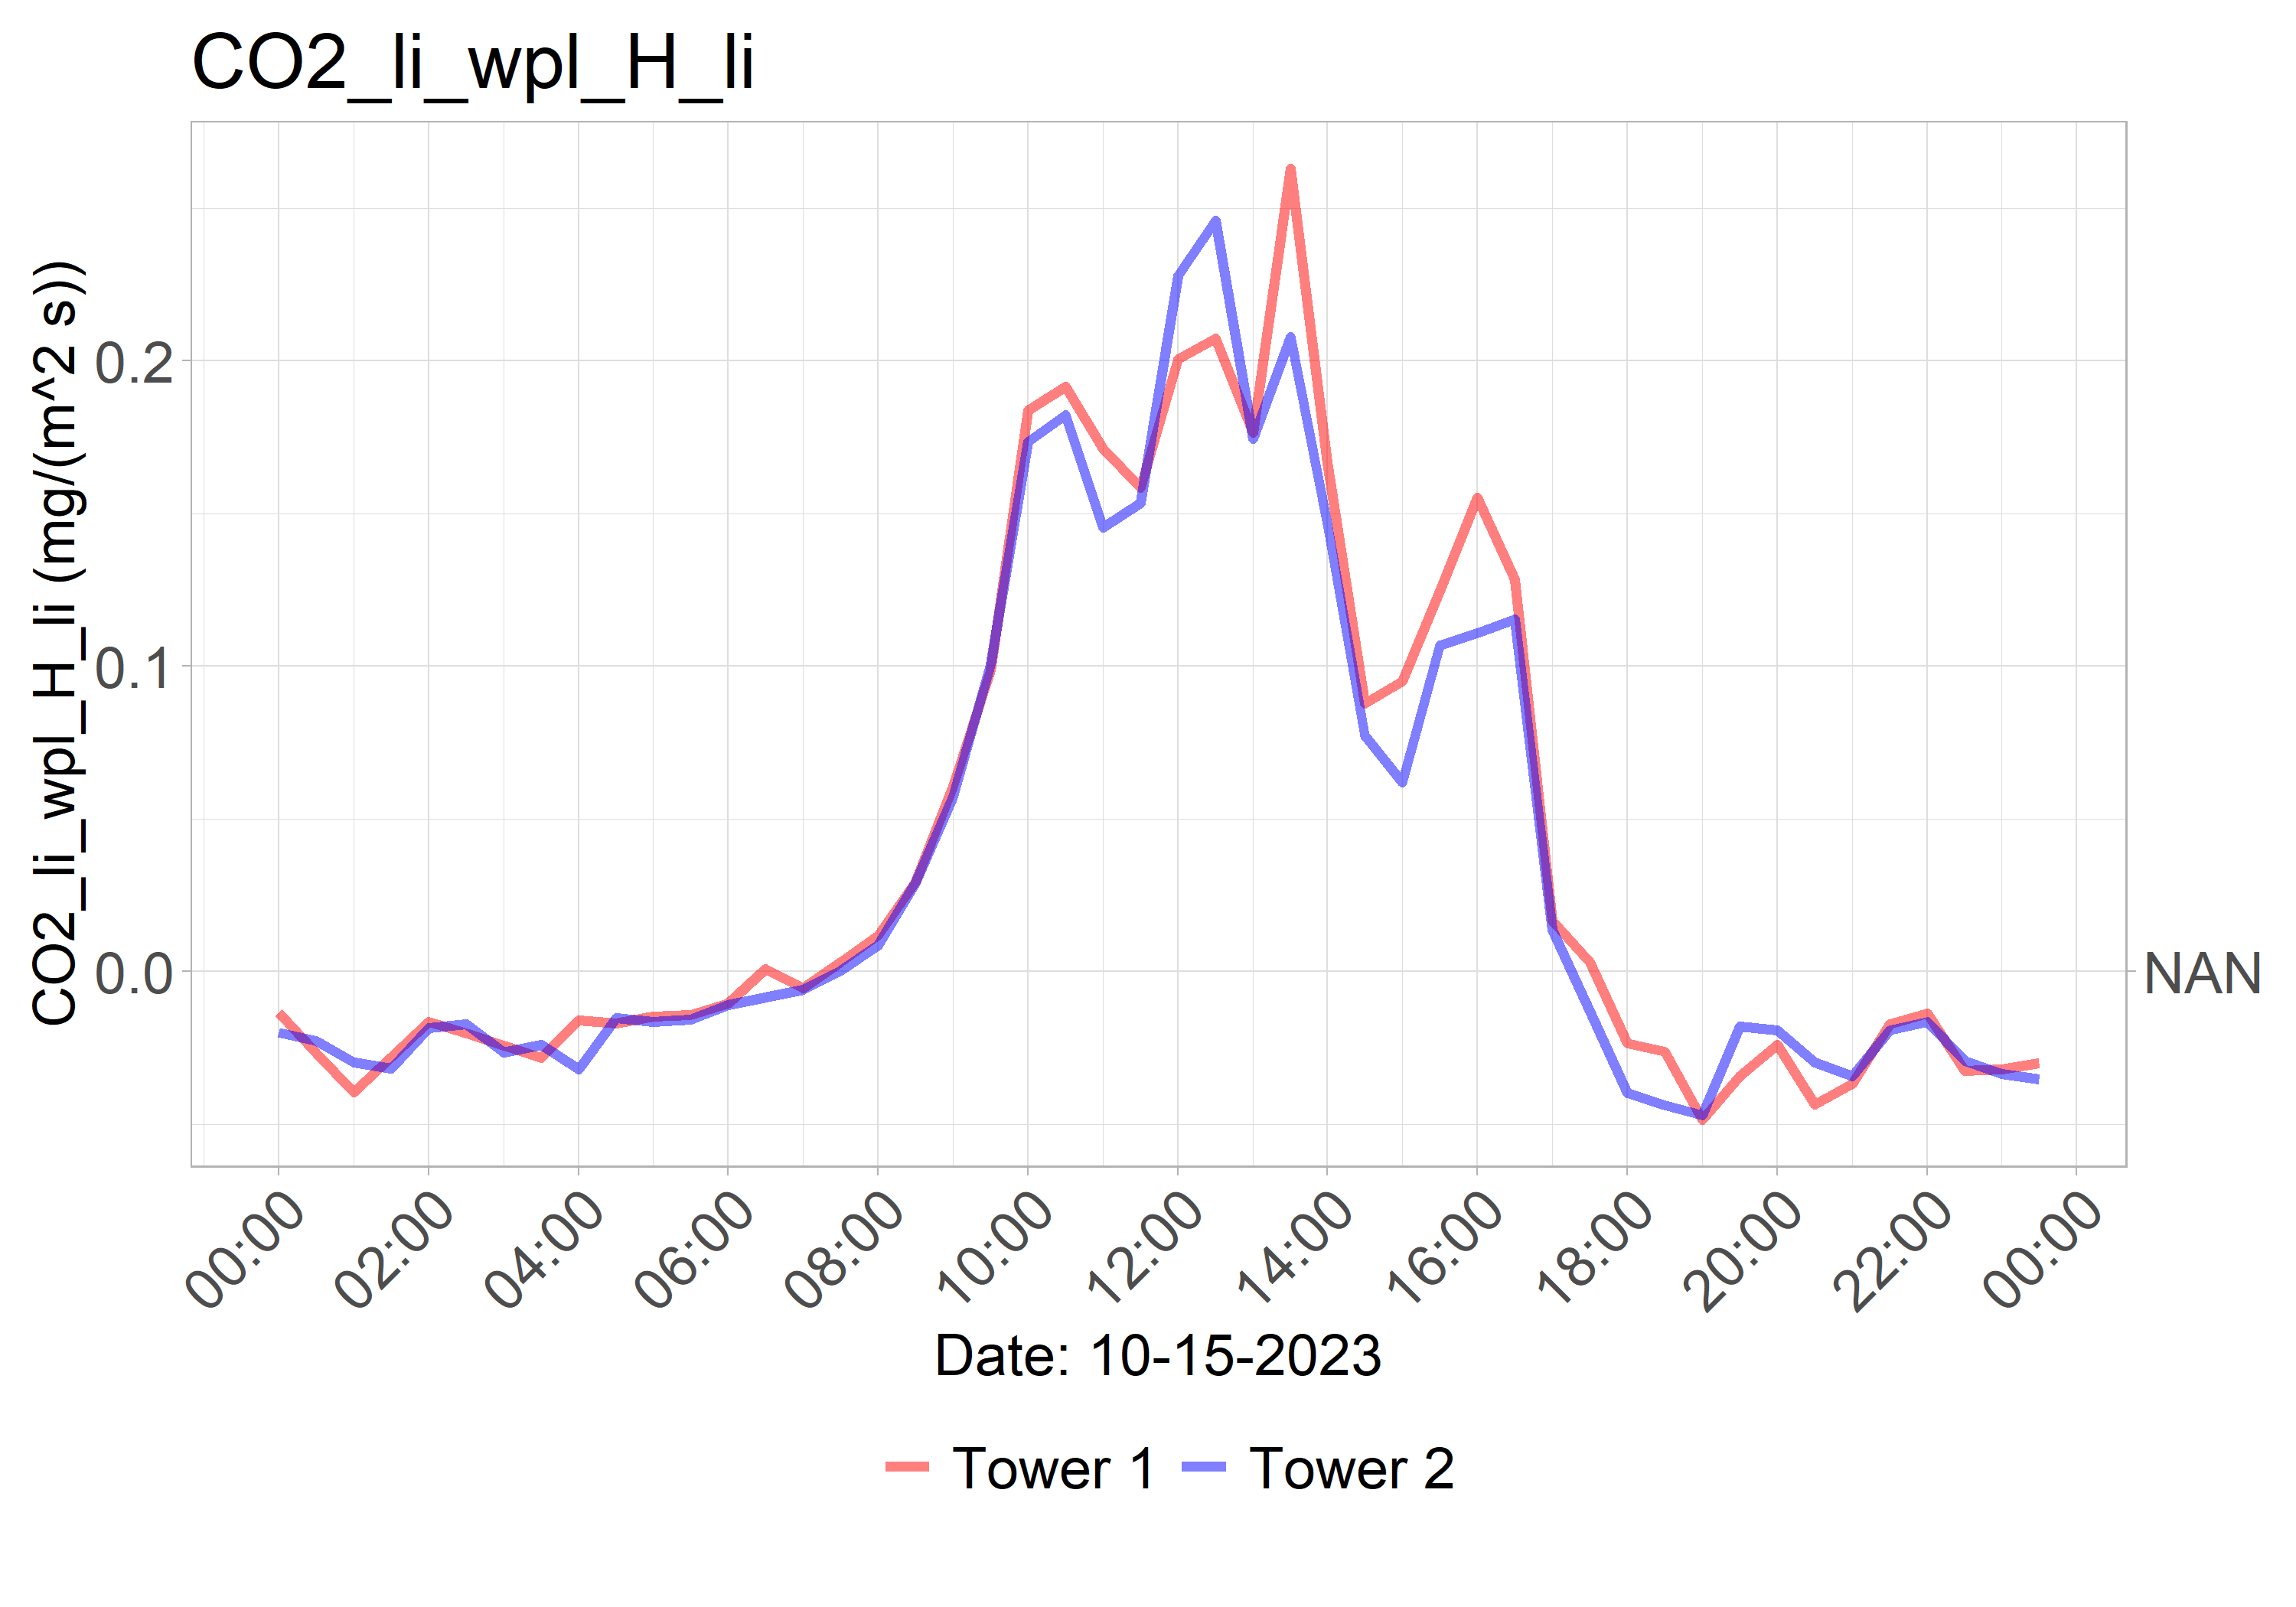 CO2_li_wpl_H_li
CO2_li_wpl_H_li (mg/(m^2 s))
0.2
0.1
0.0
NAN
00:00 02:00 04:00 06:00 08:00 10:00 12:00 14:00 16:00 18:00 20:00 22:00 00:00
Date: 10-15-2023
Tower 1 Tower 2